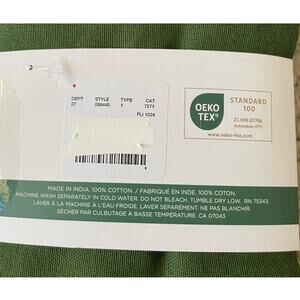 DEPT STYLE TYPE CAT
27 088440 1 7271
FU 1024
OEKO
TEX®
STANDARD
100
www.oeko-tex.com
MADE IN INDIA. 100% COTTON. / FABRIQUÉ EN INDE. 100% COTON.
MACHINE WASH SEPARATELY IN COLD WATER. DO NOT BLEACH. TUMBLE DRY LOW. RN 75343.
LAVER À LA MACHINE À L'EAU FROIDE. LAVER SÉPARÉMENT. NE PAS BLANCHIR.
SÉCHER PAR CULBUTAGE À BASSE TEMPÉRATURE. CA 07043